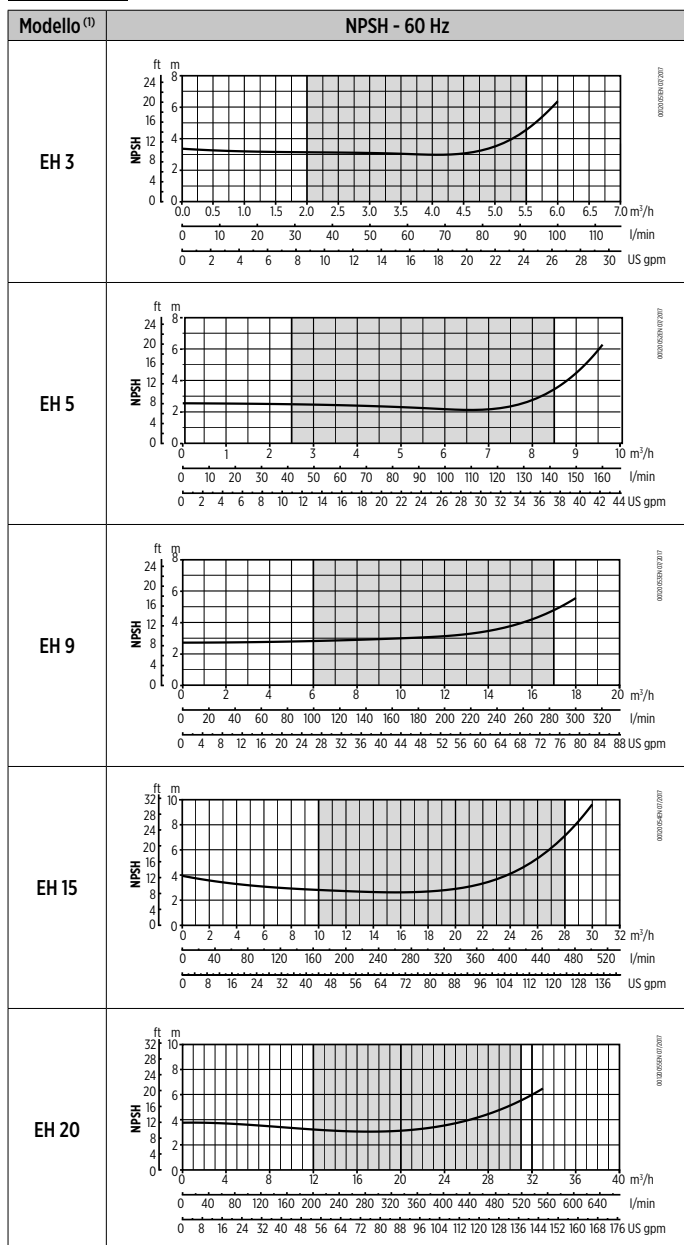 Modello (1) NPSH - 60 Hz
EH 3
ft m
24 20 16 12 8 4 0
8 6 4 2 0
NPSH
0.0 0.5 1.0 1.5 2.0 2.5 3.0 3.5 4.0 4.5 5.0 5.5 6.0 6.5 7.0 m³/h
0 10 20 30 40 50 60 70 80 90 100 110 l/min
0 2 4 6 8 10 12 14 16 18 20 22 24 26 28 30 US gpm
EH 5
ft m
24 20 16 12 8 4 0
8 6 4 2 0
NPSH
0 1 2 3 4 5 6 7 8 9 10 m³/h
0 10 20 30 40 50 60 70 80 90 100 110 120 130 140 150 160 l/min
0 2 4 6 8 10 12 14 16 18 20 22 24 26 28 30 32 34 36 38 40 42 44 US gpm
EH 9
ft m
24 20 16 12 8 4 0
8 6 4 2 0
NPSH
0 2 4 6 8 10 12 14 16 18 20 m³/h
0 20 40 60 80 100 120 140 160 180 200 220 240 260 280 300 320 l/min
0 4 8 12 16 20 24 28 32 36 40 44 48 52 56 60 64 68 72 76 80 84 88 US gpm
EH 15
ft m
32 28 24 20 16 12 8 4 0
10 8 6 4 2 0
NPSH
0 2 4 6 8 10 12 14 16 18 20 22 24 26 28 30 32 m³/h
0 40 80 120 160 200 240 280 320 360 400 440 480 520 l/min
0 8 16 24 32 40 48 56 64 72 80 88 96 104 112 120 128 136 US gpm
EH 20
ft m
32 28 24 20 16 12 8 4 0
10 8 6 4 2 0
NPSH
0 4 8 12 16 20 24 28 32 36 40 m³/h
0 40 80 120 160 200 240 280 320 360 400 440 480 520 560 600 640 l/min
0 8 16 24 32 40 48 56 64 72 80 88 96 104 112 120 128 136 144 152 160 168 176 US gpm